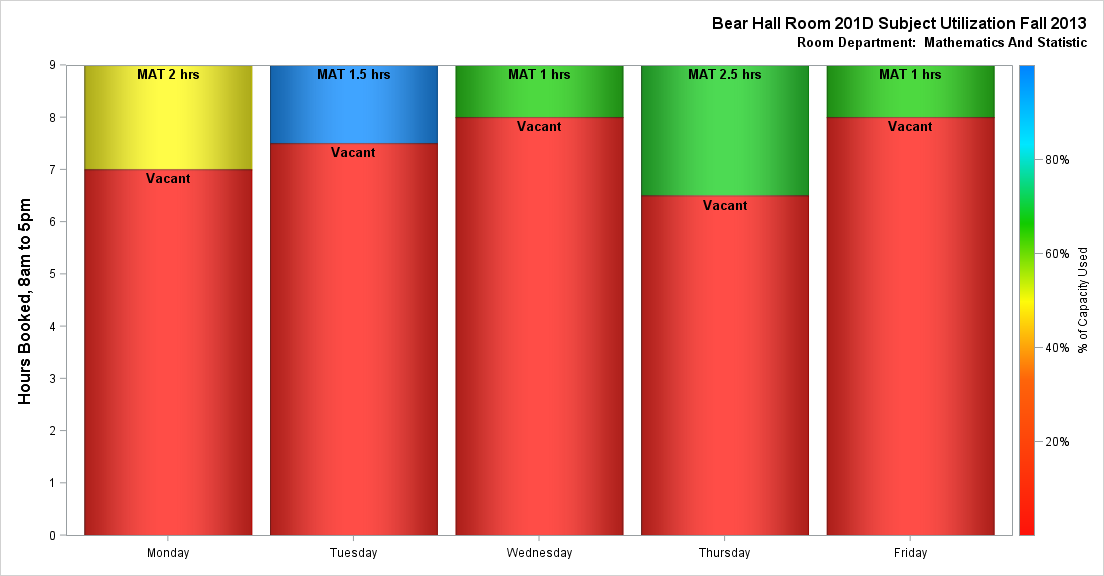 Bear Hall Room 201D Subject Utilization Fall 2013
Room Department:  Mathematics And Statistic
Hours Booked, 8am to 5pm
9
8
7
6
5
4
3
2
1
0
MAT 2 hrs
Vacant
MAT 1.5 hrs
Vacant
MAT 1 hrs
Vacant
MAT 2.5 hrs
Vacant
MAT 1 hrs
Vacant
Monday
Tuesday
Wednesday
Thursday
Friday
80%
60%
40%
20%
% of Capacity Used